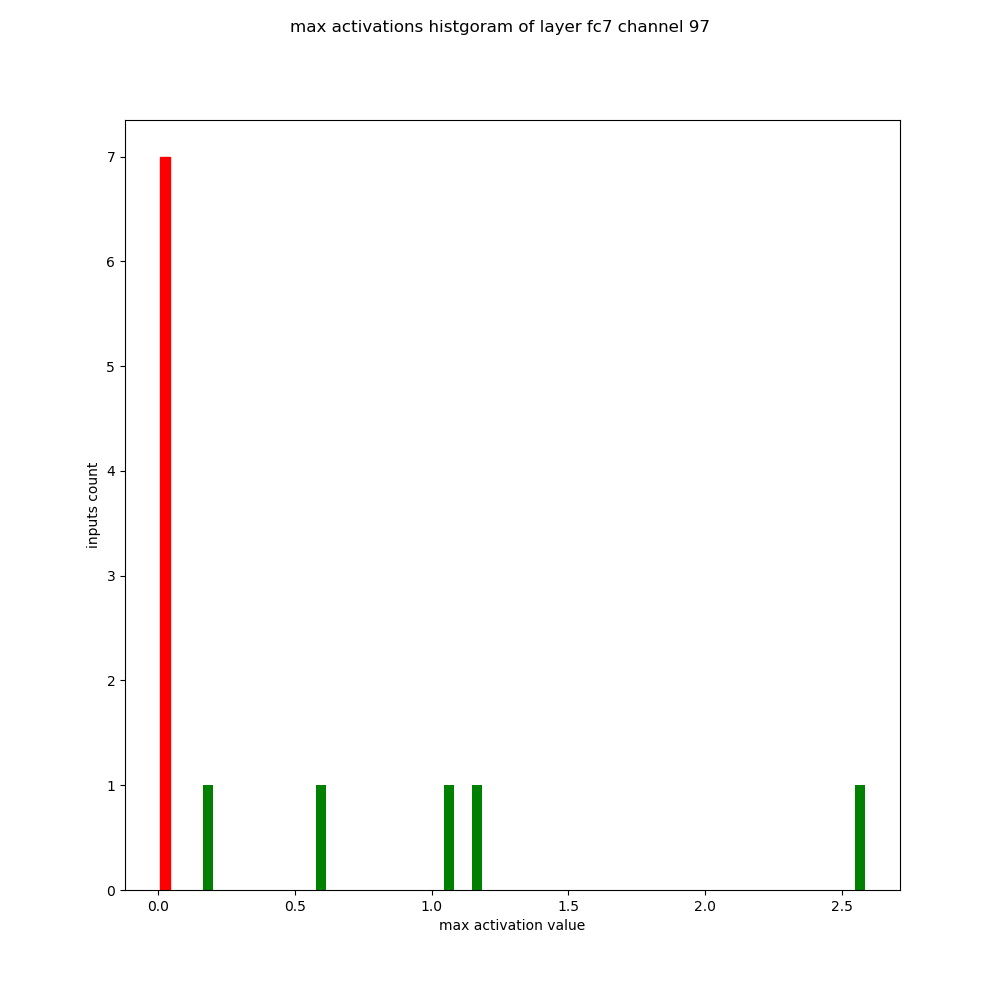 max activations histgoram of layer fc7 channel 97
7
6
5
4
3
2
1
0
inputs count
0.0 0.5 1.0 1.5 2.0 2.5
max activation value